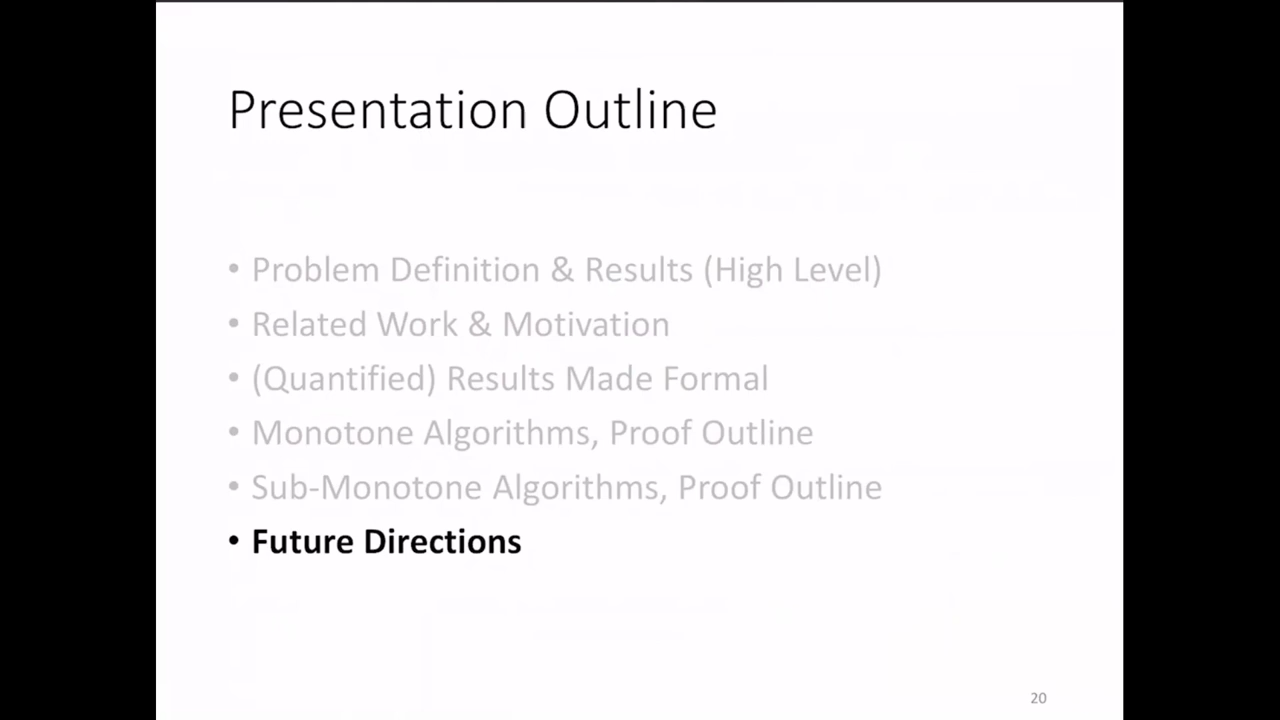 Presentation Outline
• Problem Definition & Results (High Level)
• Related Work & Motivation
• (Quantified) Results Made Formal
• Monotone Algorithms, Proof Outline
• Sub-Monotone Algorithms, Proof Outline
• Future Directions
20